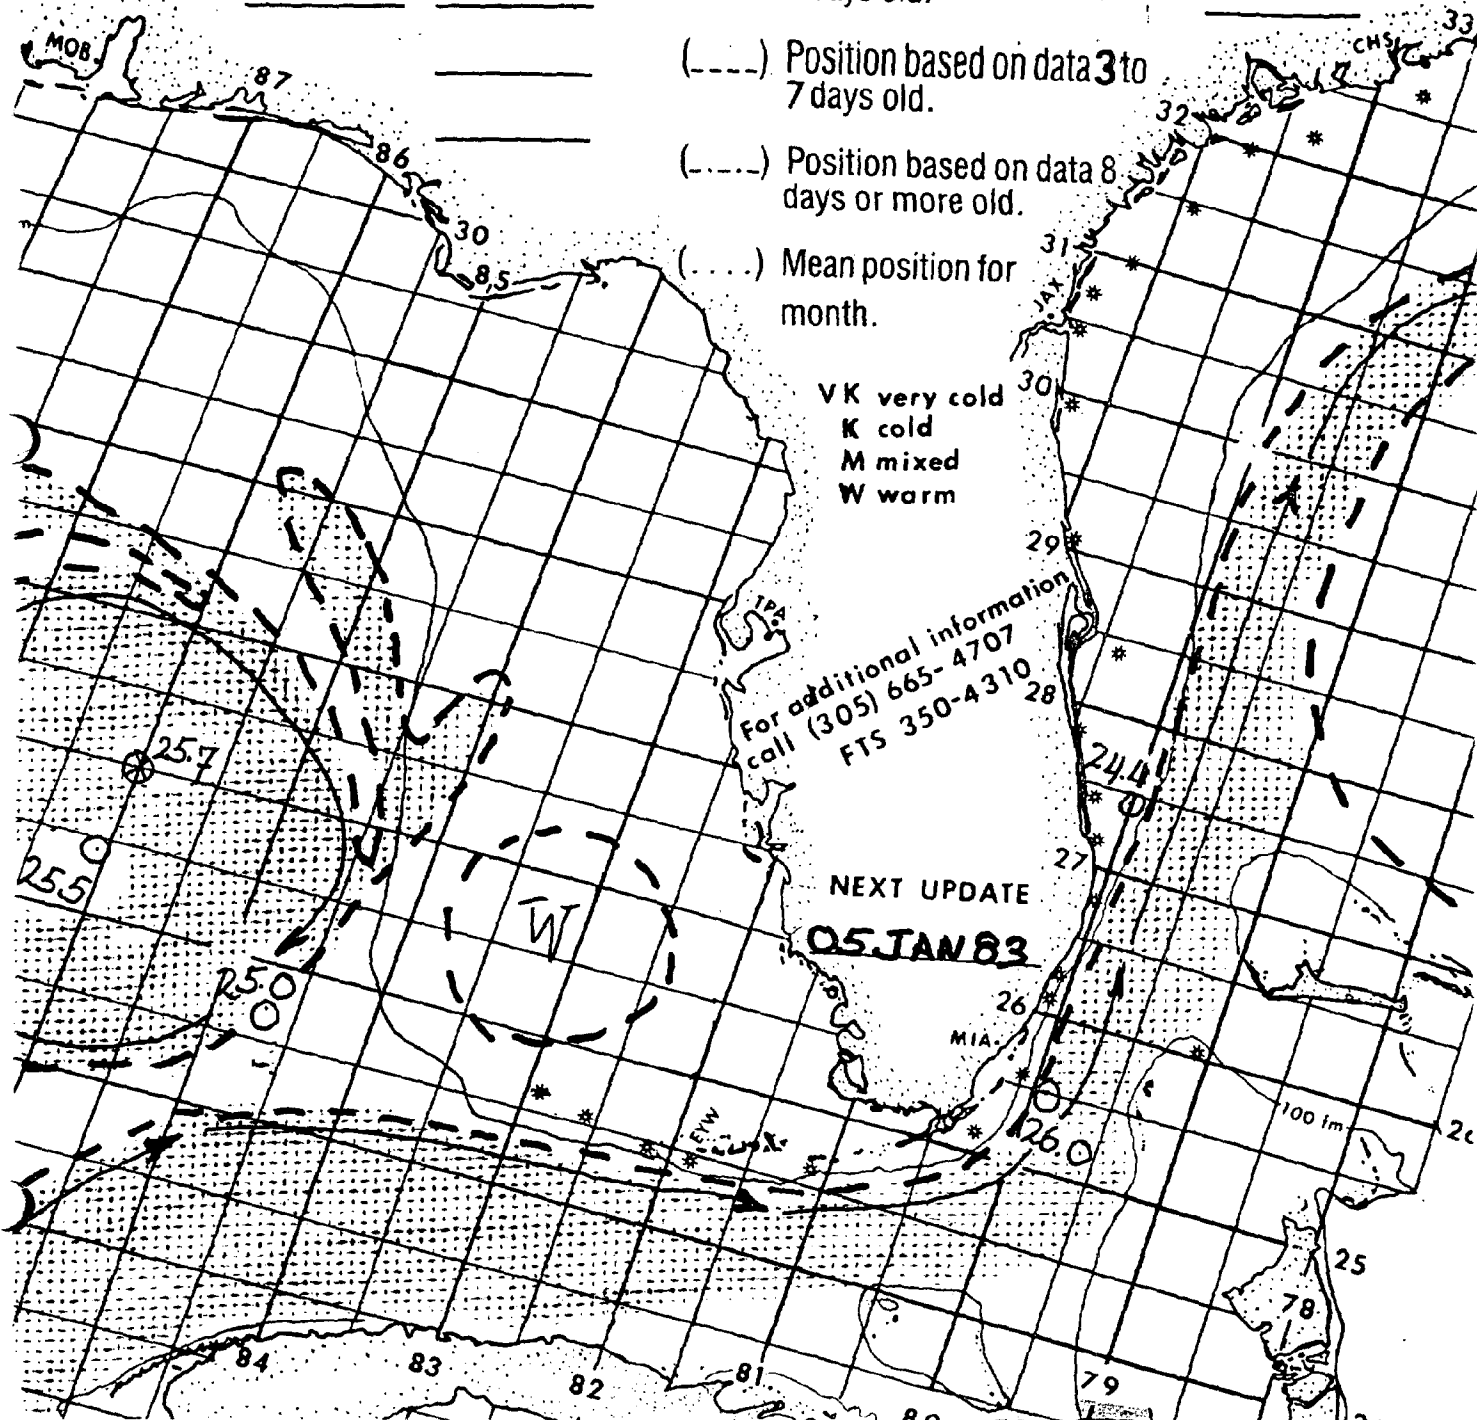 MOB
87
86
30
85
(----) Position based on data 3 to
7 days old.
(-.-.-) Position based on data 8
days or more old.
(....) Mean position for
month.
VK very cold
K cold
M mixed
W warm
For additional information
call (305) 665-4707
FTS 350-4310
NEXT UPDATE
05 JAN 83
CHS
33
32
31
JAX
30
29
28
27
26
MIA.
TPA
EYW
25.7
25.5
25.0
W
24.4
26.0
100 fm
25
78
84
83
82
81
79